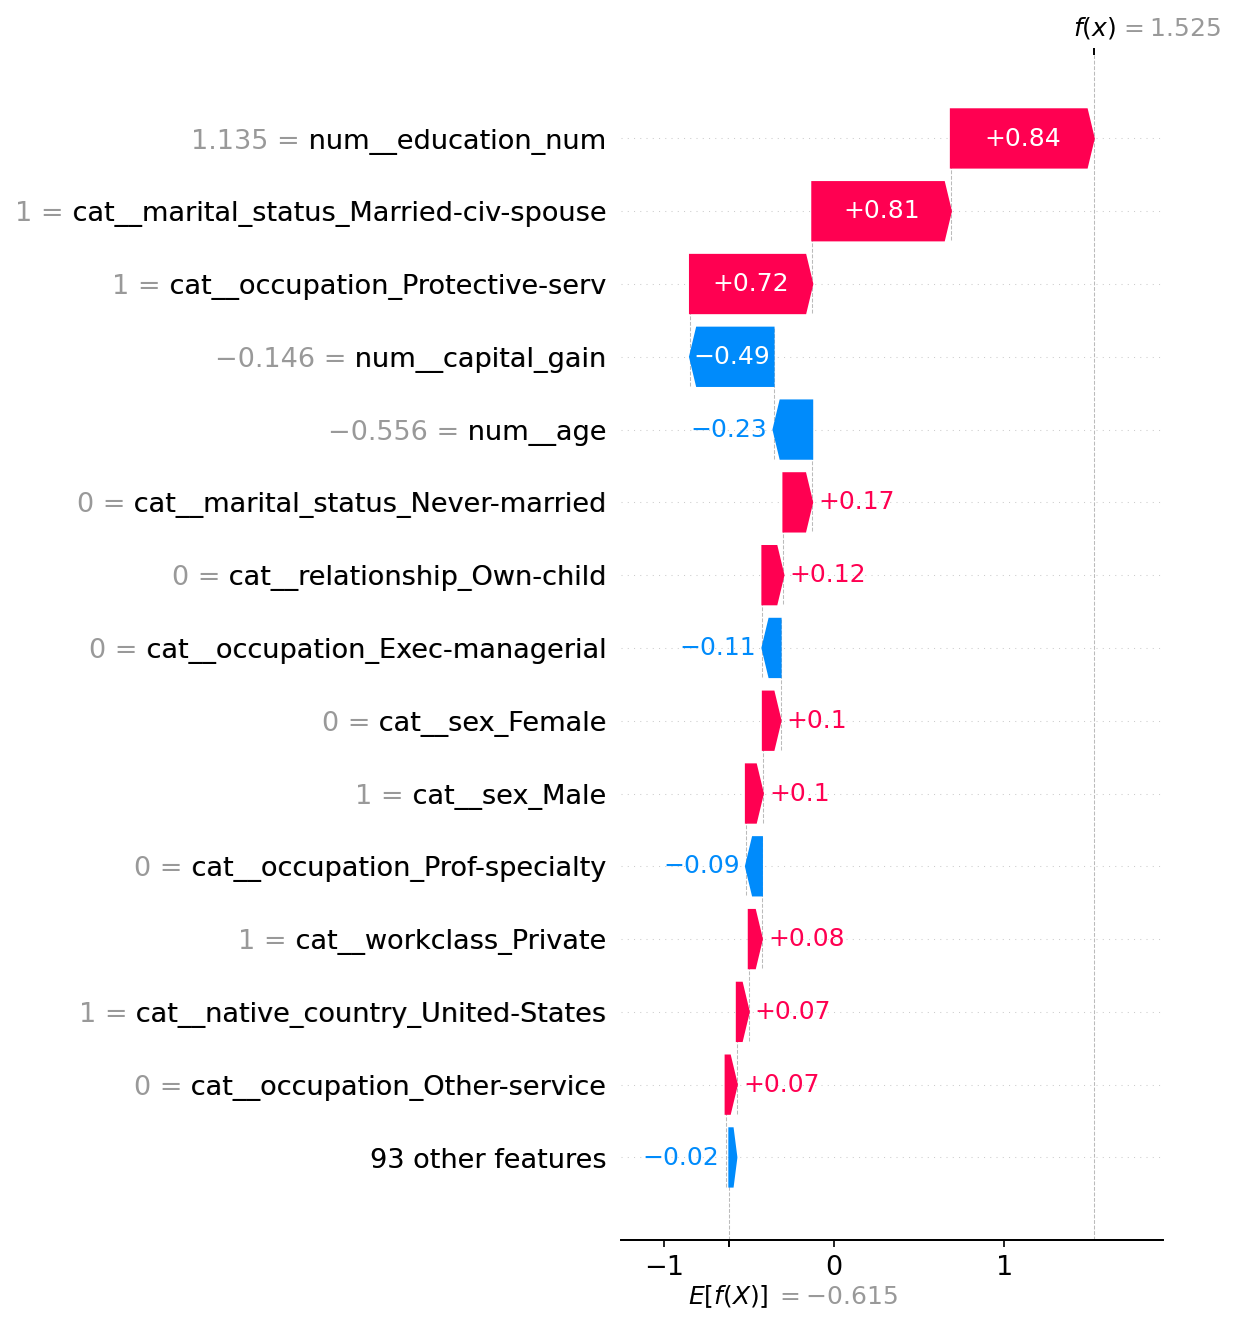 f(x) = 1.525
1.135 = num__education_num +0.84
1 = cat__marital_status_Married-civ-spouse +0.81
1 = cat__occupation_Protective-serv +0.72
−0.146 = num__capital_gain −0.49
−0.556 = num__age −0.23
0 = cat__marital_status_Never-married +0.17
0 = cat__relationship_Own-child +0.12
0 = cat__occupation_Exec-managerial −0.11
0 = cat__sex_Female +0.1
1 = cat__sex_Male +0.1
0 = cat__occupation_Prof-specialty −0.09
1 = cat__workclass_Private +0.08
1 = cat__native_country_United-States +0.07
0 = cat__occupation_Other-service +0.07
93 other features −0.02
−1 0 1
E[f(X)] = −0.615